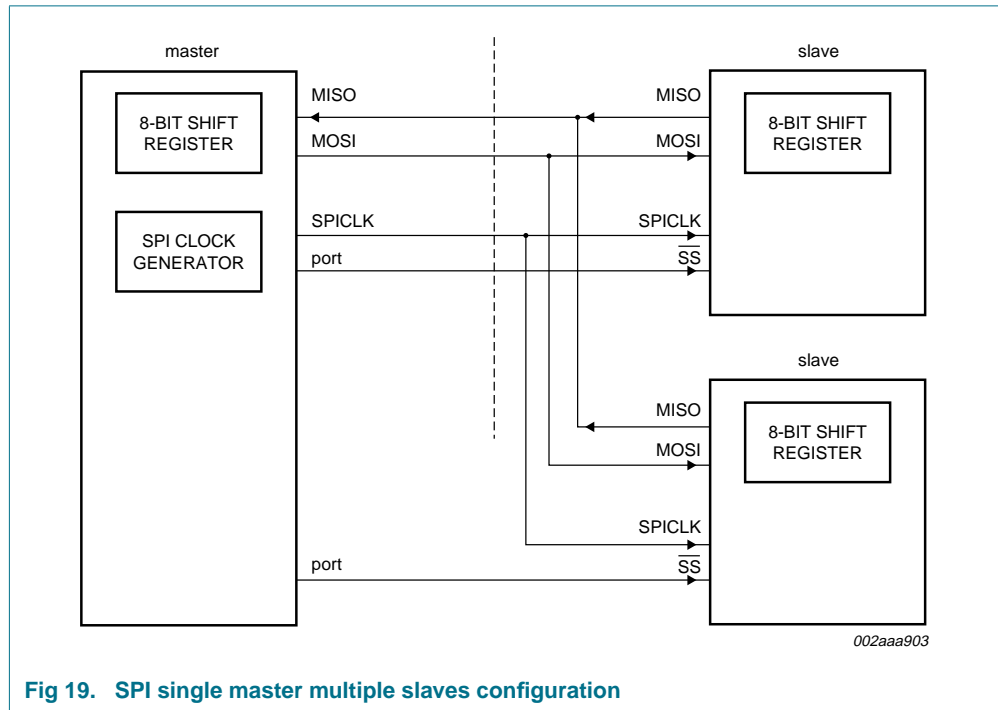 master
slave
MISO
MISO
8-BIT SHIFT
REGISTER
8-BIT SHIFT
REGISTER
MOSI
MOSI
SPICLK
SPICLK
SPI CLOCK
GENERATOR
port
SS
slave
MISO
8-BIT SHIFT
REGISTER
MOSI
SPICLK
port
SS
002aaa903
Fig 19. SPI single master multiple slaves configuration